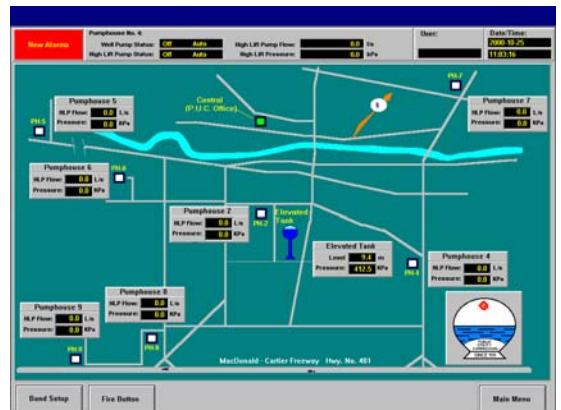 New Alarms
Pumphouse No. 4:
Well Pump Status: Off Auto
High Lift Pump Status: Off Auto
High Lift Pump Flow: 0.0 l/s
High Lift Pressure: 0.0 kPa
User:
Date/Time:
2000-10-25
11:03:16
PH-7
Central
(P.U.C. Office)
Pumphouse 5
HLP Flow: 0.0 L/s
Pressure: 0.0 KPa
PH-5
Pumphouse 7
HLP Flow: 0.0 L/s
Pressure: 0.0 KPa
Pumphouse 6
HLP Flow: 0.0 L/s
Pressure: 0.0 KPa
PH-6
Pumphouse 2
HLP Flow: 0.0 L/s
Pressure: 0.0 KPa
PH-2
Elevated
Tank
Elevated Tank
Level 9.4 m
Pressure: 412.5 KPa
PH-4
Pumphouse 4
HLP Flow: 0.0 L/s
Pressure: 0.0 KPa
Pumphouse 8
HLP Flow: 0.0 L/s
Pressure: 0.0 KPa
PH-8
Pumphouse 9
HLP Flow: 0.0 L/s
Pressure: 0.0 KPa
PH-9
MacDonald - Cartier Freeway Hwy. No. 401
Band Setup
Fire Button
Main Menu